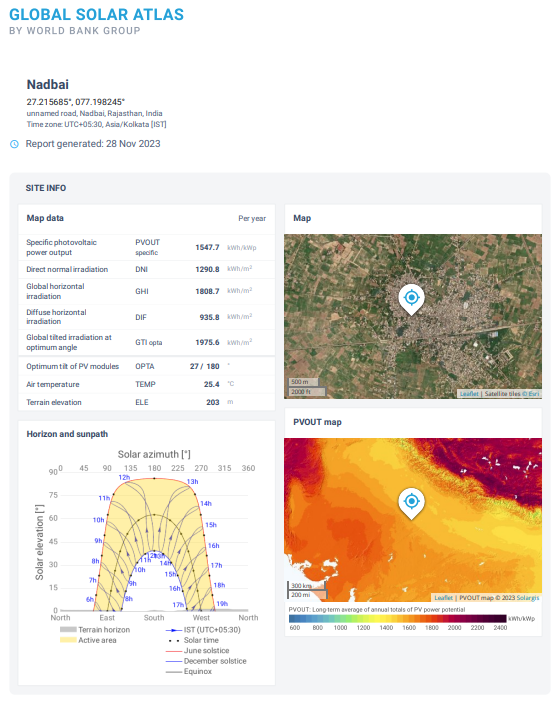 GLOBAL SOLAR ATLAS
BY WORLD BANK GROUP
Nadbai
27.215685°, 077.198245°
unnamed road, Nadbai, Rajasthan, India
Time zone: UTC+05:30, Asia/Kolkata [IST]
Report generated: 28 Nov 2023
SITE INFO
Map data Per year
Specific photovoltaic
power output PVOUT
specific 1547.7 kWh/kWp
Direct normal irradiation DNI 1290.8 kWh/m²
Global horizontal
irradiation GHI 1808.7 kWh/m²
Diffuse horizontal
irradiation DIF 935.8 kWh/m²
Global tilted irradiation at
optimum angle GTI opta 1975.6 kWh/m²
Optimum tilt of PV modules OPTA 27 / 180 °
Air temperature TEMP 25.4 °C
Terrain elevation ELE 203 m
Map
500 m
2000 ft
Leaflet | Satellite tiles © Esri
Horizon and sunpath
Solar azimuth [°]
0 45 90 135 180 225 270 315 360
Solar elevation [°]
90
75
60
45
30
15
0
12h 13h
11h 14h
10h 15h
9h 16h
8h 17h
7h 18h
6h 19h
11h
10h 14h
9h 15h
8h 16h
17h
North East South West North
Terrain horizon
Active area
IST (UTC+05:30)
Solar time
June solstice
December solstice
Equinox
PVOUT map
300 km
200 mi
Leaflet | PVOUT map © 2023 Solargis
PVOUT: Long-term average of annual totals of PV power potential
kWh/kWp
600 800 1000 1200 1400 1600 1800 2000 2200 2400